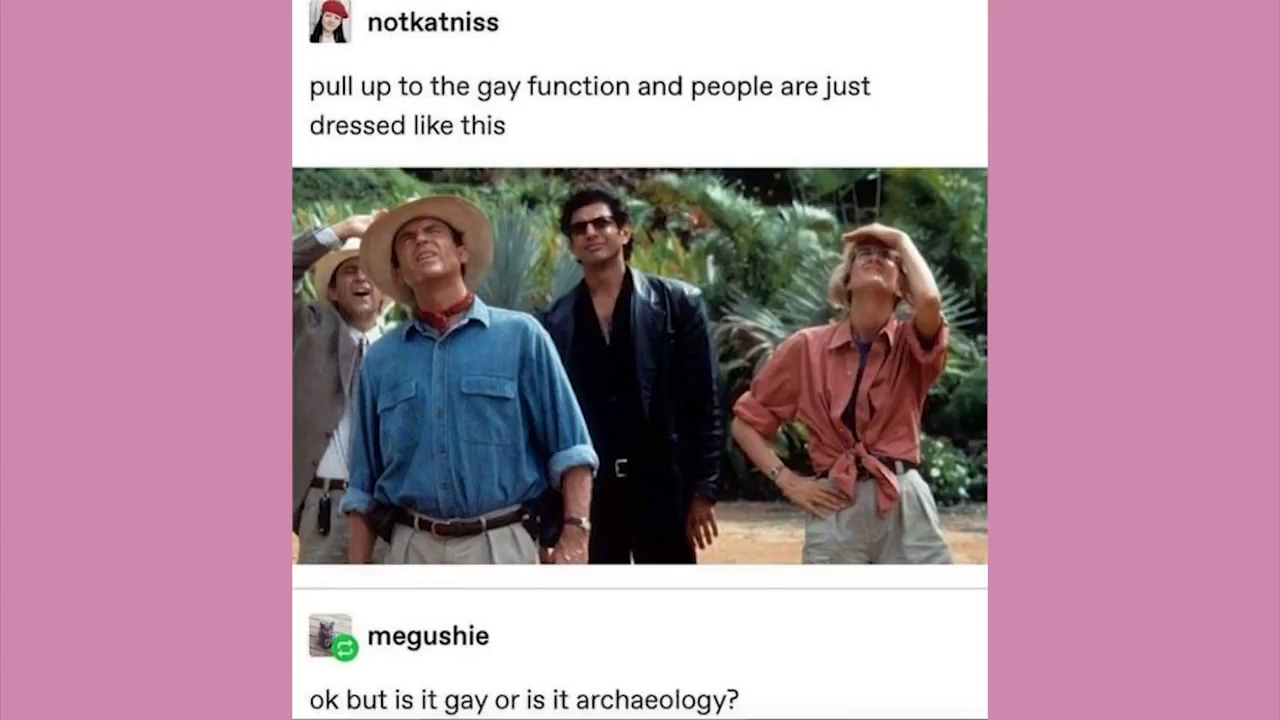 notkatniss
pull up to the gay function and people are just
dressed like this
megushie
ok but is it gay or is it archaeology?